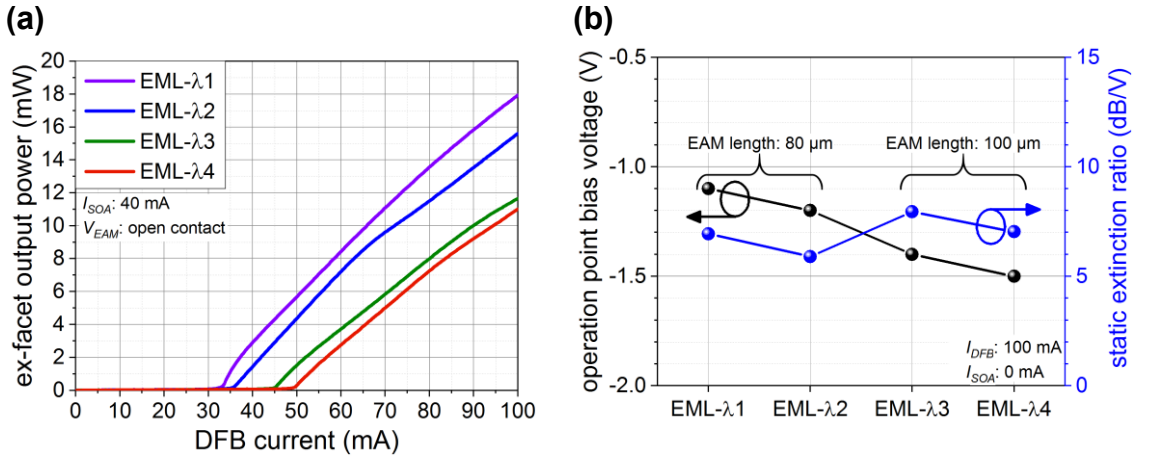 (a)
20
18
16
14
12
10
8
6
4
2
0
ex-facet output power (mW)
EML-λ1
EML-λ2
EML-λ3
EML-λ4
I_SOA: 40 mA
V_EAM: open contact
0 10 20 30 40 50 60 70 80 90 100
DFB current (mA)
(b)
-0.5
-1.0
-1.5
-2.0
operation point bias voltage (V)
EAM length: 80 µm
EAM length: 100 µm
I_DFB: 100 mA
I_SOA: 0 mA
15
10
5
0
static extinction ratio (dB/V)
EML-λ1 EML-λ2 EML-λ3 EML-λ4